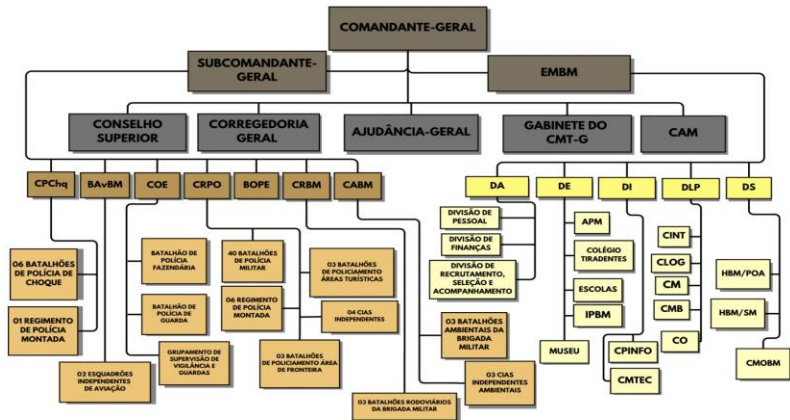 COMANDANTE-GERAL
SUBCOMANDANTE-
GERAL
EMBM
CONSELHO
SUPERIOR
CORREGEDORIA
GERAL
AJUDÂNCIA-GERAL
GABINETE DO
CMT-G
CAM
CPChq
BAvBM
COE
CRPO
BOPE
CRBM
CABM
DA
DE
DI
DLP
DS
06 BATALHÕES
DE POLÍCIA DE
CHOQUE
01 REGIMENTO
DE POLÍCIA
MONTADA
02 ESQUADRÕES
INDEPENDENTES
DE AVIAÇÃO
BATALHÃO DE
POLÍCIA
FAZENDÁRIA
BATALHÃO DE
POLÍCIA DE
GUARDA
GRUPAMENTO DE
SUPERVISÃO DE
VIGILÂNCIA E
GUARDAS
40 BATALHÕES
DE POLÍCIA
MILITAR
06 REGIMENTO
DE POLÍCIA
MONTADA
03 BATALHÕES
DE POLICIAMENTO
ÁREA DE
FRONTEIRA
03 BATALHÕES
DE POLICIAMENTO
ÁREAS TURÍSTICAS
04 CIAS
INDEPENDENTES
03 BATALHÕES RODOVIÁRIOS
DA BRIGADA MILITAR
03 BATALHÕES
AMBIENTAIS DA
BRIGADA
MILITAR
03 CIAS
INDEPENDENTES
AMBIENTAIS
DIVISÃO DE
PESSOAL
DIVISÃO DE
FINANÇAS
DIVISÃO DE
RECRUTAMENTO,
SELEÇÃO E
ACOMPANHAMENTO
APM
COLÉGIO
TIRADENTES
ESCOLAS
IPBM
MUSEU
CPINFO
CMTEC
CINT
CLOG
CM
CMB
CO
HBM/POA
HBM/SM
CMOBM